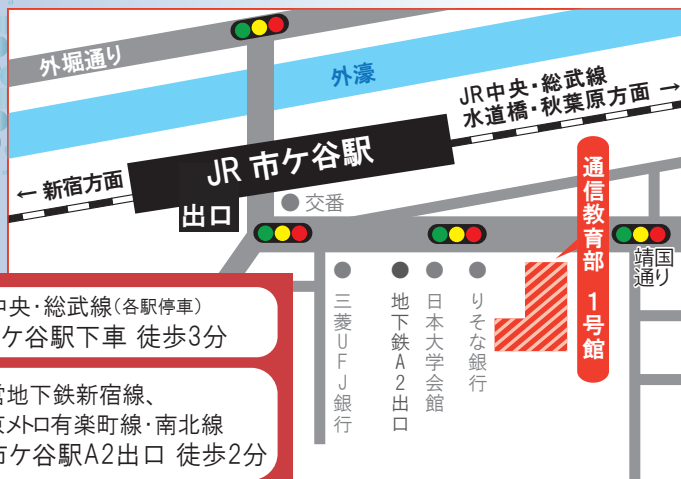 外堀通り
外濠
JR中央・総武線
水道橋・秋葉原方面 →
← 新宿方面
JR 市ケ谷駅
出口
交番
通信教育部 1号館
靖国
通り
三菱UFJ銀行
地下鉄A2出口
日本大学会館
りそな銀行
中央・総武線(各駅停車)
ケ谷駅下車 徒歩3分
営地下鉄新宿線、
京メトロ有楽町線・南北線
市ケ谷駅A2出口 徒歩2分